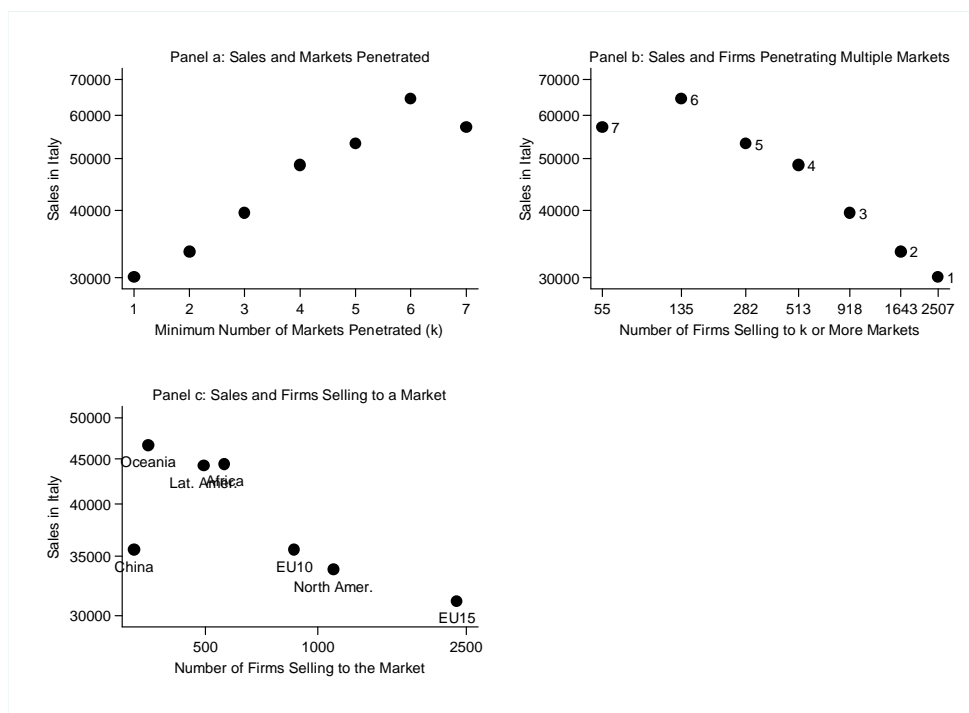 Panel a: Sales and Markets Penetrated
70000
60000
50000
40000
30000
Sales in Italy
1 2 3 4 5 6 7
Minimum Number of Markets Penetrated (k)
Panel b: Sales and Firms Penetrating Multiple Markets
70000
60000
50000
40000
30000
Sales in Italy
7
6
5
4
3
2
1
55 135 282 513 918 1643 2507
Number of Firms Selling to k or More Markets
Panel c: Sales and Firms Selling to a Market
50000
45000
40000
35000
30000
Sales in Italy
Oceania
Lat. Amer.
Africa
China
EU10
North Amer.
EU15
500 1000 2500
Number of Firms Selling to the Market